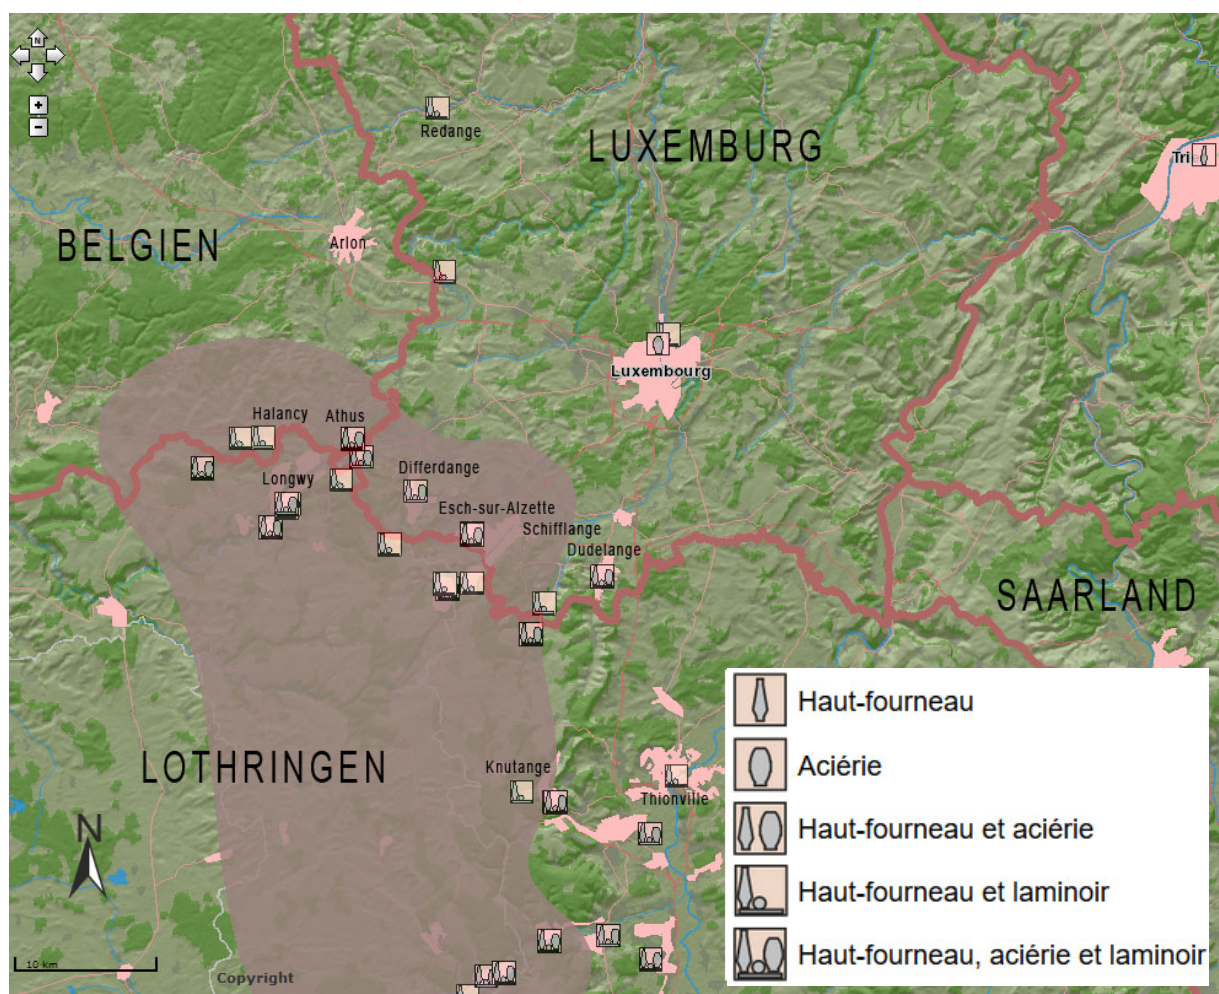 N
+
-
Redange
LUXEMBURG
Tri
BELGIEN
Arlon
Luxembourg
Halancy
Athus
Longwy
Differdange
Esch-sur-Alzette
Schifflange
Dudelange
SAARLAND
LOTHRINGEN
Knutange
Thionville
N
10 km
Copyright
Haut-fourneau
Aciérie
Haut-fourneau et aciérie
Haut-fourneau et laminoir
Haut-fourneau, aciérie et laminoir